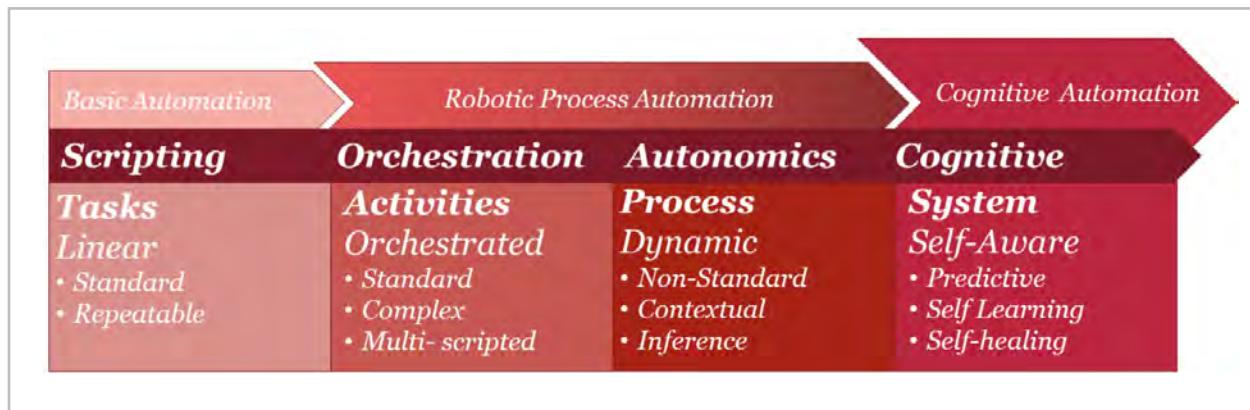 Basic Automation
Robotic Process Automation
Cognitive Automation
Scripting
Orchestration
Autonomics
Cognitive
Tasks
Linear
• Standard
• Repeatable
Activities
Orchestrated
• Standard
• Complex
• Multi- scripted
Process
Dynamic
• Non-Standard
• Contextual
• Inference
System
Self-Aware
• Predictive
• Self Learning
• Self-healing